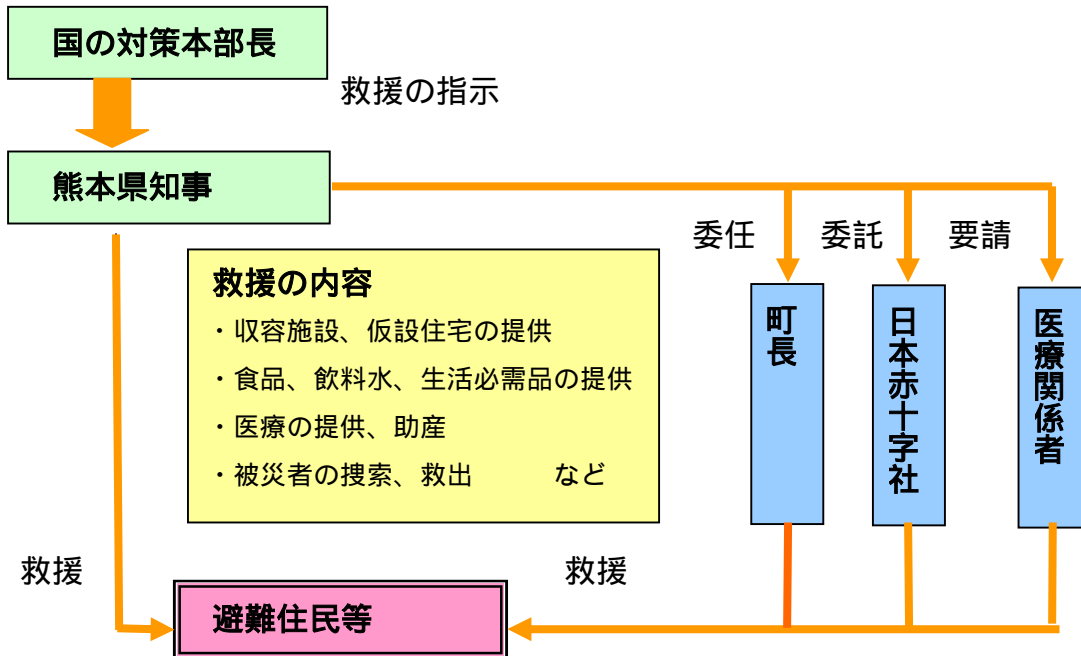 国の対策本部長
救援の指示
熊本県知事
委任
委託
要請
救援の内容
・収容施設、仮設住宅の提供
・食品、飲料水、生活必需品の提供
・医療の提供、助産
・被災者の捜索、救出　　　など
町長
日本赤十字社
医療関係者
救援
救援
避難住民等